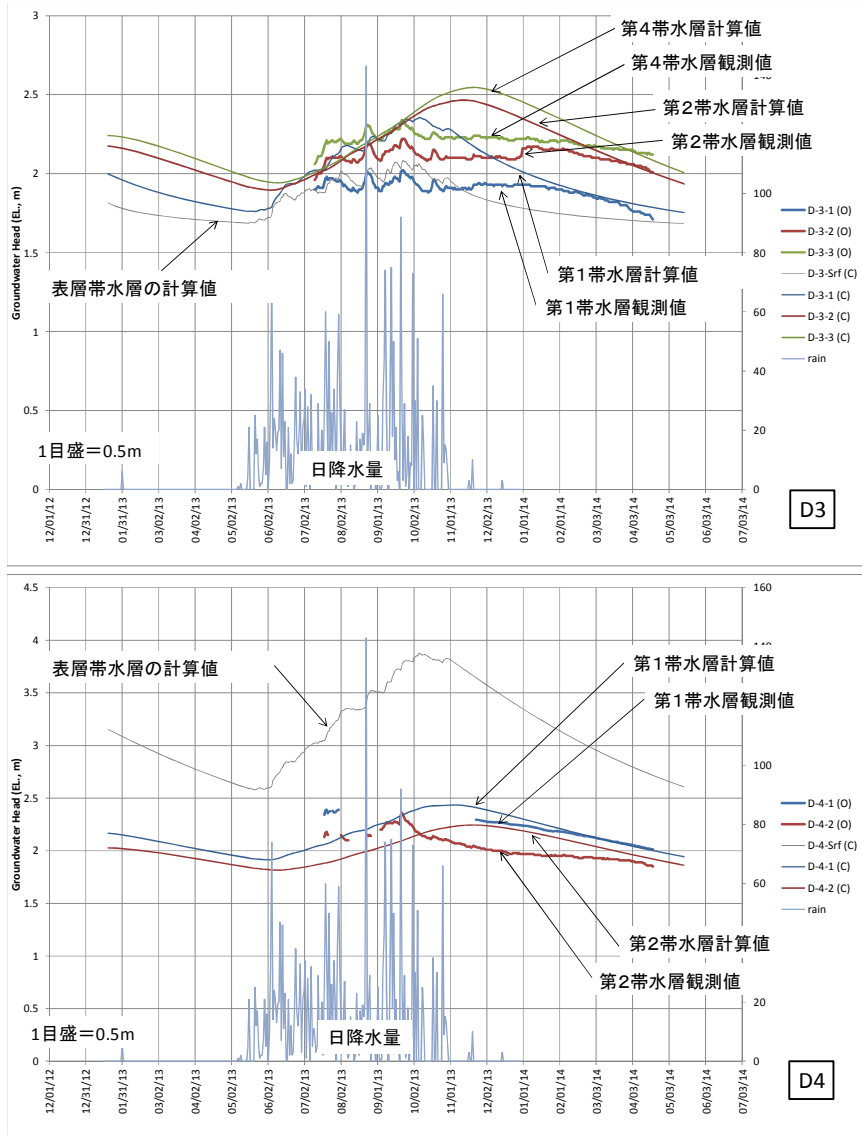 第4帯水層計算値
第4帯水層観測値
第2帯水層計算値
第2帯水層観測値
第1帯水層計算値
第1帯水層観測値
表層帯水層の計算値
1目盛=0.5m
日降水量
Groundwater Head (EL., m)
3
2.5
2
1.5
1
0.5
0
100
80
60
40
20
0
12/01/12
12/31/12
01/31/13
03/02/13
04/02/13
05/02/13
06/02/13
07/02/13
08/02/13
09/01/13
10/02/13
11/01/13
12/02/13
01/01/14
02/01/14
03/03/14
04/03/14
05/03/14
06/03/14
07/03/14
D-3-1 (O)
D-3-2 (O)
D-3-3 (O)
D-3-Srf (C)
D-3-1 (C)
D-3-2 (C)
D-3-3 (C)
rain
D3
表層帯水層の計算値
第1帯水層計算値
第1帯水層観測値
第2帯水層計算値
第2帯水層観測値
1目盛=0.5m
日降水量
Groundwater Head (EL., m)
4.5
4
3.5
3
2.5
2
1.5
1
0.5
0
160
100
80
60
20
0
12/01/12
12/31/12
01/31/13
03/02/13
04/02/13
05/02/13
06/02/13
07/02/13
08/02/13
09/01/13
10/02/13
11/01/13
12/02/13
01/01/14
02/01/14
03/03/14
04/03/14
05/03/14
06/03/14
07/03/14
D-4-1 (O)
D-4-2 (O)
D-4-Srf (C)
D-4-1 (C)
D-4-2 (C)
rain
D4